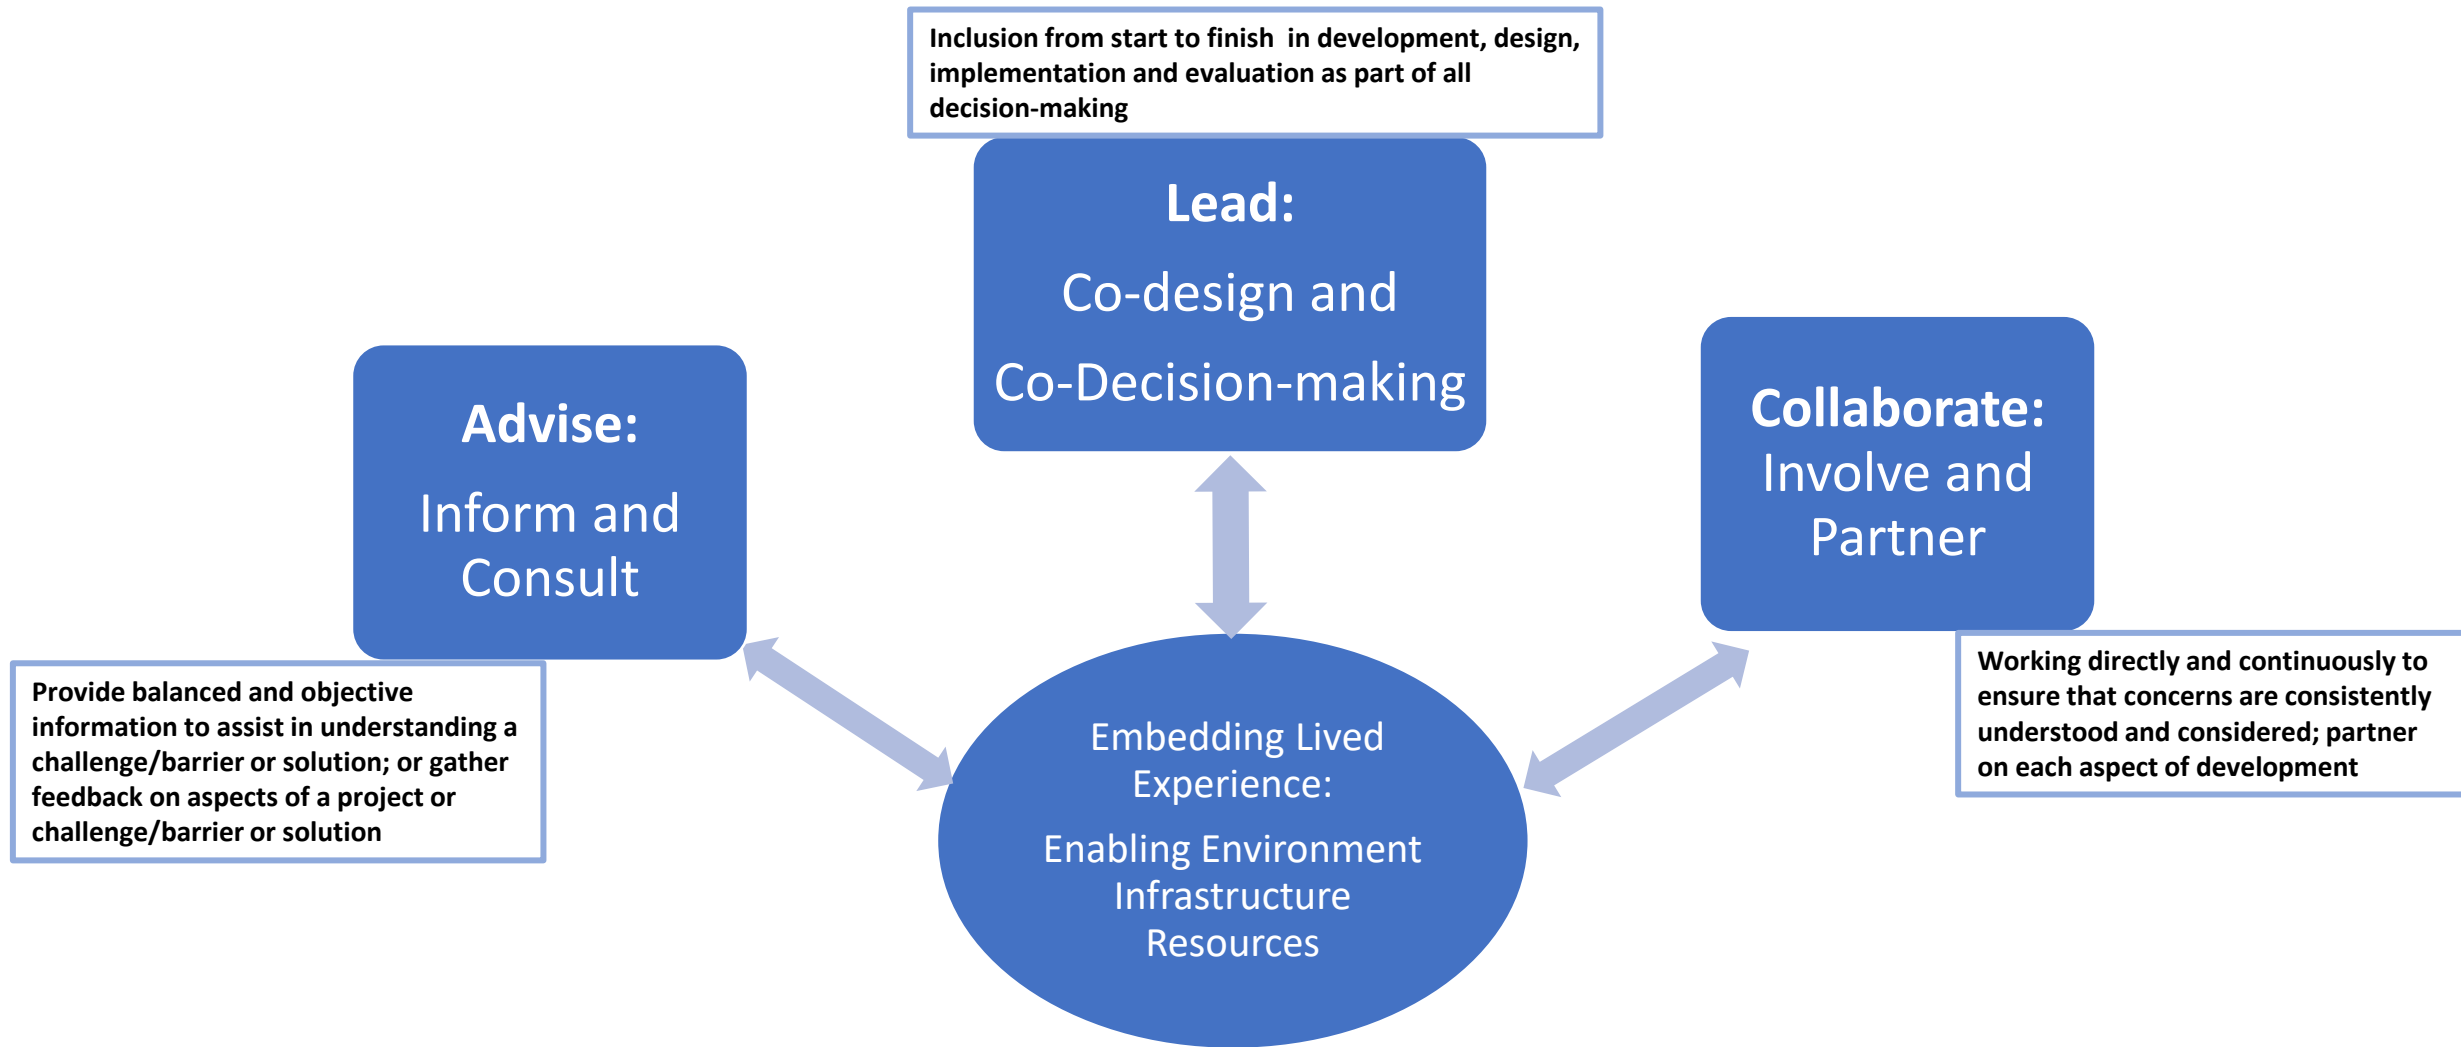 Inclusion from start to finish  in development, design,
implementation and evaluation as part of all
decision-making
Lead:
Co-design and
Co-Decision-making
Advise:
Inform and
Consult
Provide balanced and objective
information to assist in understanding a
challenge/barrier or solution; or gather
feedback on aspects of a project or
challenge/barrier or solution
Collaborate:
Involve and
Partner
Working directly and continuously to
ensure that concerns are consistently
understood and considered; partner
on each aspect of development
Embedding Lived
Experience:
Enabling Environment
Infrastructure
Resources